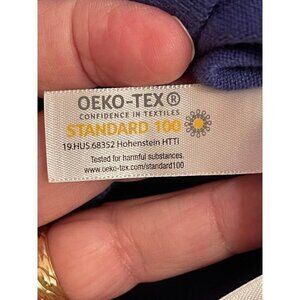 OEKO-TEX®
CONFIDENCE IN TEXTILES
STANDARD 100
19.HUS.68352 Hohenstein HTTI
Tested for harmful substances.
www.oeko-tex.com/standard100